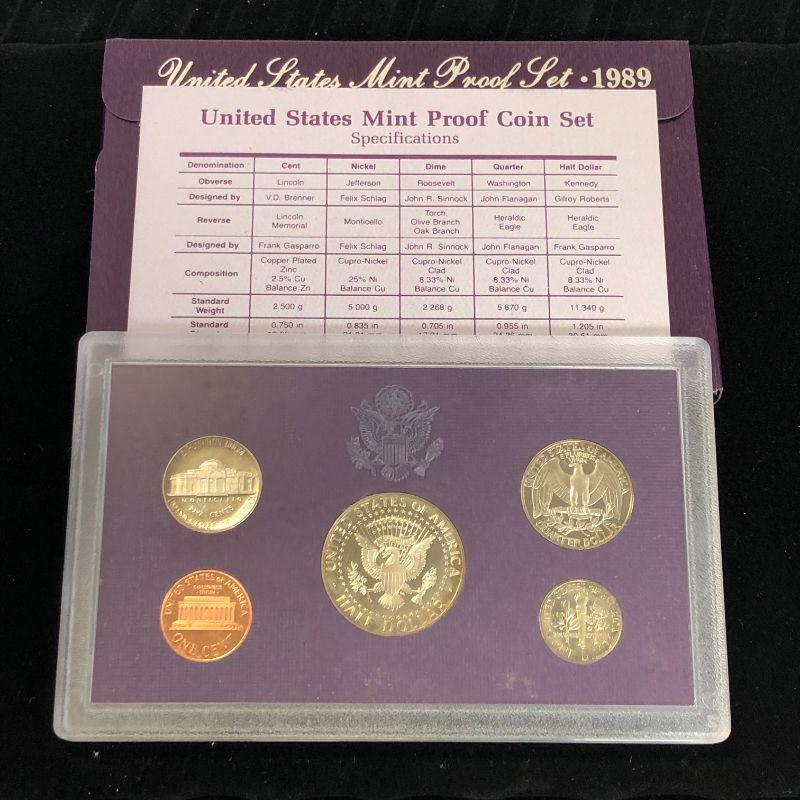 United States Mint Proof Set · 1989
United States Mint Proof Coin Set
Specifications
Denomination Cent Nickel Dime Quarter Half Dollar
Obverse Lincoln Jefferson Roosevelt Washington Kennedy
Designed by V.D. Brenner Felix Schlag John R. Sinnock John Flanagan Gilroy Roberts
Reverse Lincoln Memorial Monticello Torch, Olive Branch, Oak Branch Heraldic Eagle Heraldic Eagle
Designed by Frank Gasparro Felix Schlag John R. Sinnock John Flanagan Frank Gasparro
Composition Copper Plated Zinc 2.5% Cu Balance Zn Cupro-Nickel 25% Ni Balance Cu Cupro-Nickel Clad 8.33% Ni Balance Cu Cupro-Nickel Clad 8.33% Ni Balance Cu Cupro-Nickel Clad 8.33% Ni Balance Cu
Standard Weight 2.500 g 5.000 g 2.268 g 5.670 g 11.340 g
Standard 0.750 in 0.835 in 0.705 in 0.955 in 1.205 in
E PLURIBUS UNUM
MONTICELLO
CENTS
UNITED STATES OF AMERICA
HALF DOLLAR
UNITED STATES OF AMERICA
E PLURIBUS
UNUM
QUARTER DOLLAR
UNITED STATES OF AMERICA
ONE CENT